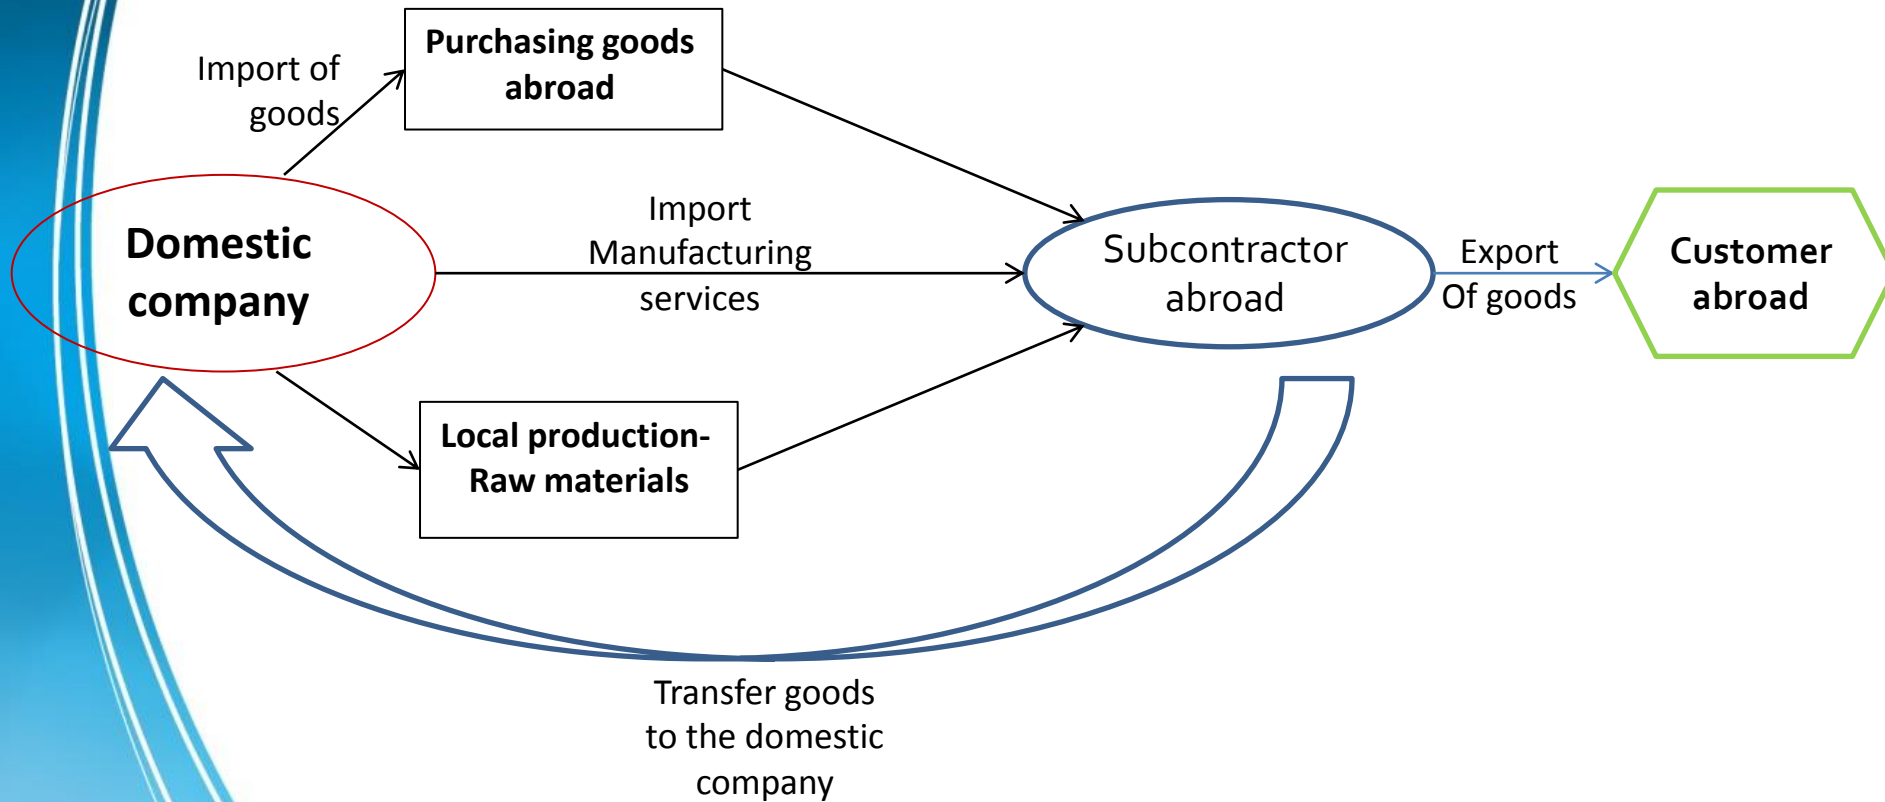 Purchasing goods
abroad
Import of
goods
Domestic
company
Import
Manufacturing
services
Subcontractor
abroad
Export
Of goods
Customer
abroad
Local production-
Raw materials
Transfer goods
to the domestic
company